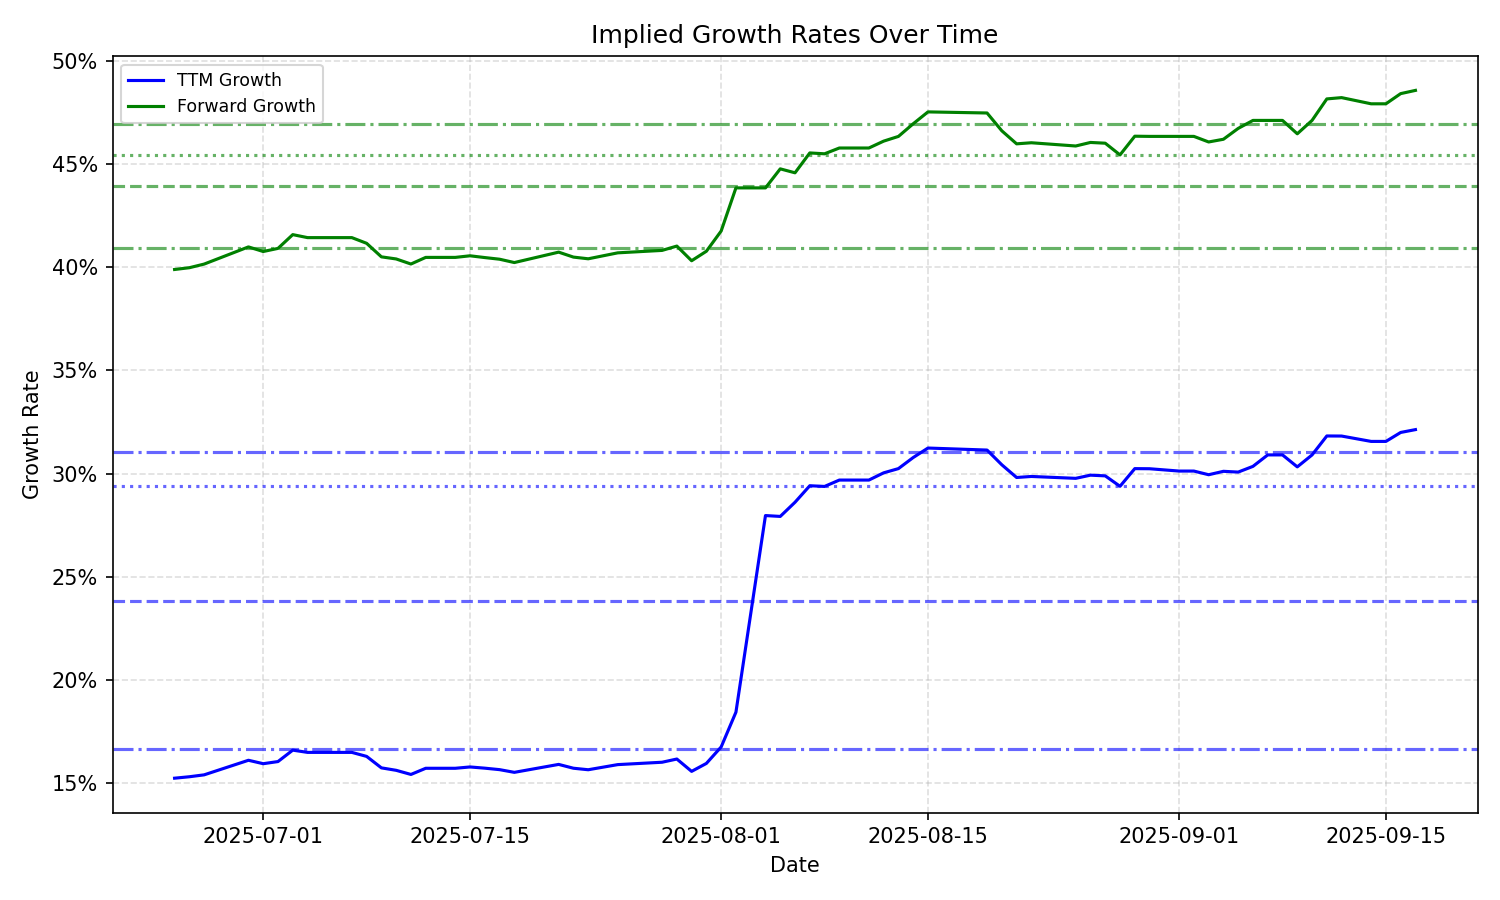 Implied Growth Rates Over Time
TTM Growth
Forward Growth
50%
45%
40%
35%
30%
25%
20%
15%
Growth Rate
2025-07-01
2025-07-15
2025-08-01
2025-08-15
2025-09-01
2025-09-15
Date